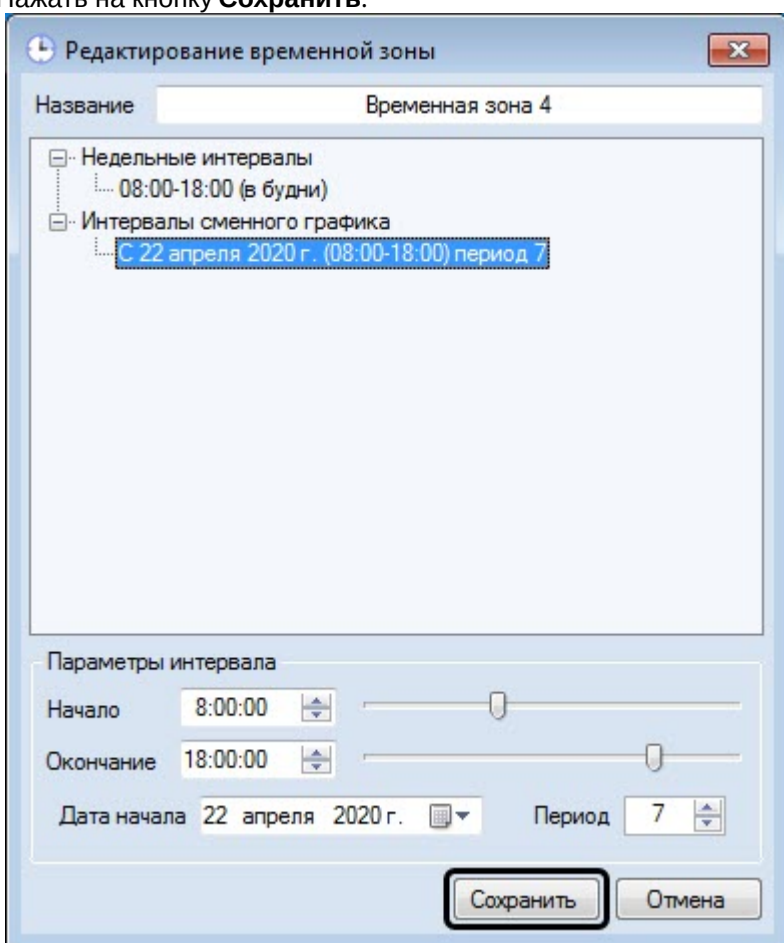 Нажать на кнопку Сохранить.
Редактирование временной зоны
Название Временная зона 4
Недельные интервалы
08:00-18:00 (в будни)
Интервалы сменного графика
С 22 апреля 2020 г. (08:00-18:00) период 7
Параметры интервала
Начало 8:00:00
Окончание 18:00:00
Дата начала 22 апреля 2020 г. Период 7
Сохранить Отмена